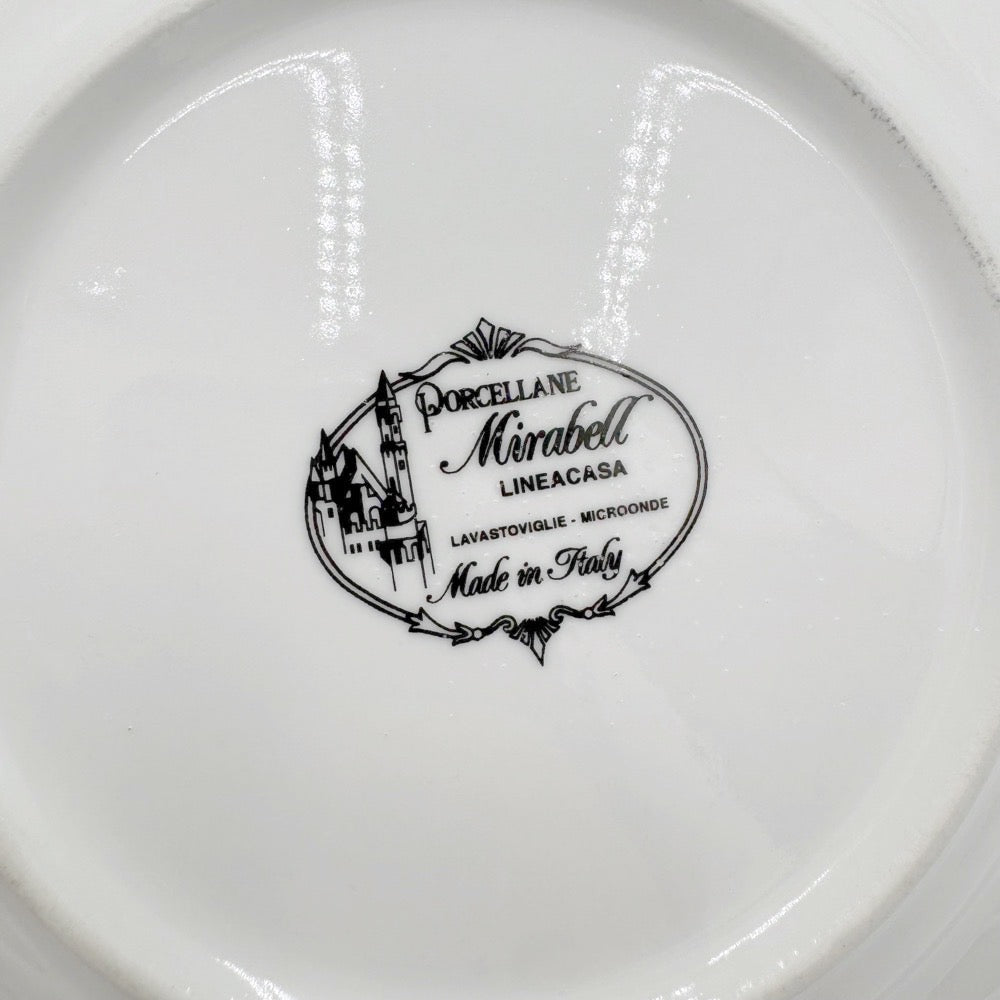 PORCELLANE
Mirabell
LINEACASA
LAVASTOVIGLIE - MICROONDE
Made in Italy